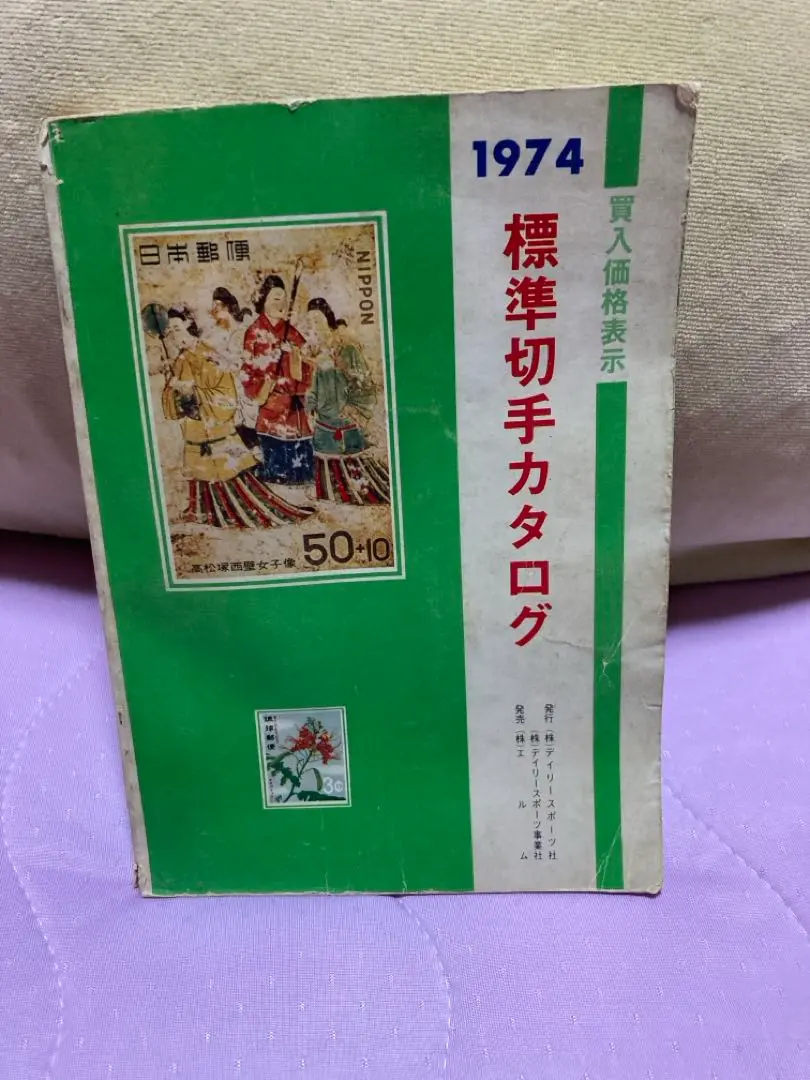 1974
標準切手カタログ
買入価格表示
日本郵便
NIPPON
50+10
高松塚西壁女子像
琉球郵便
3¢
発行（株）デイリースポーツ社
（株）デイリースポーツ事業社
発売（株）エルム